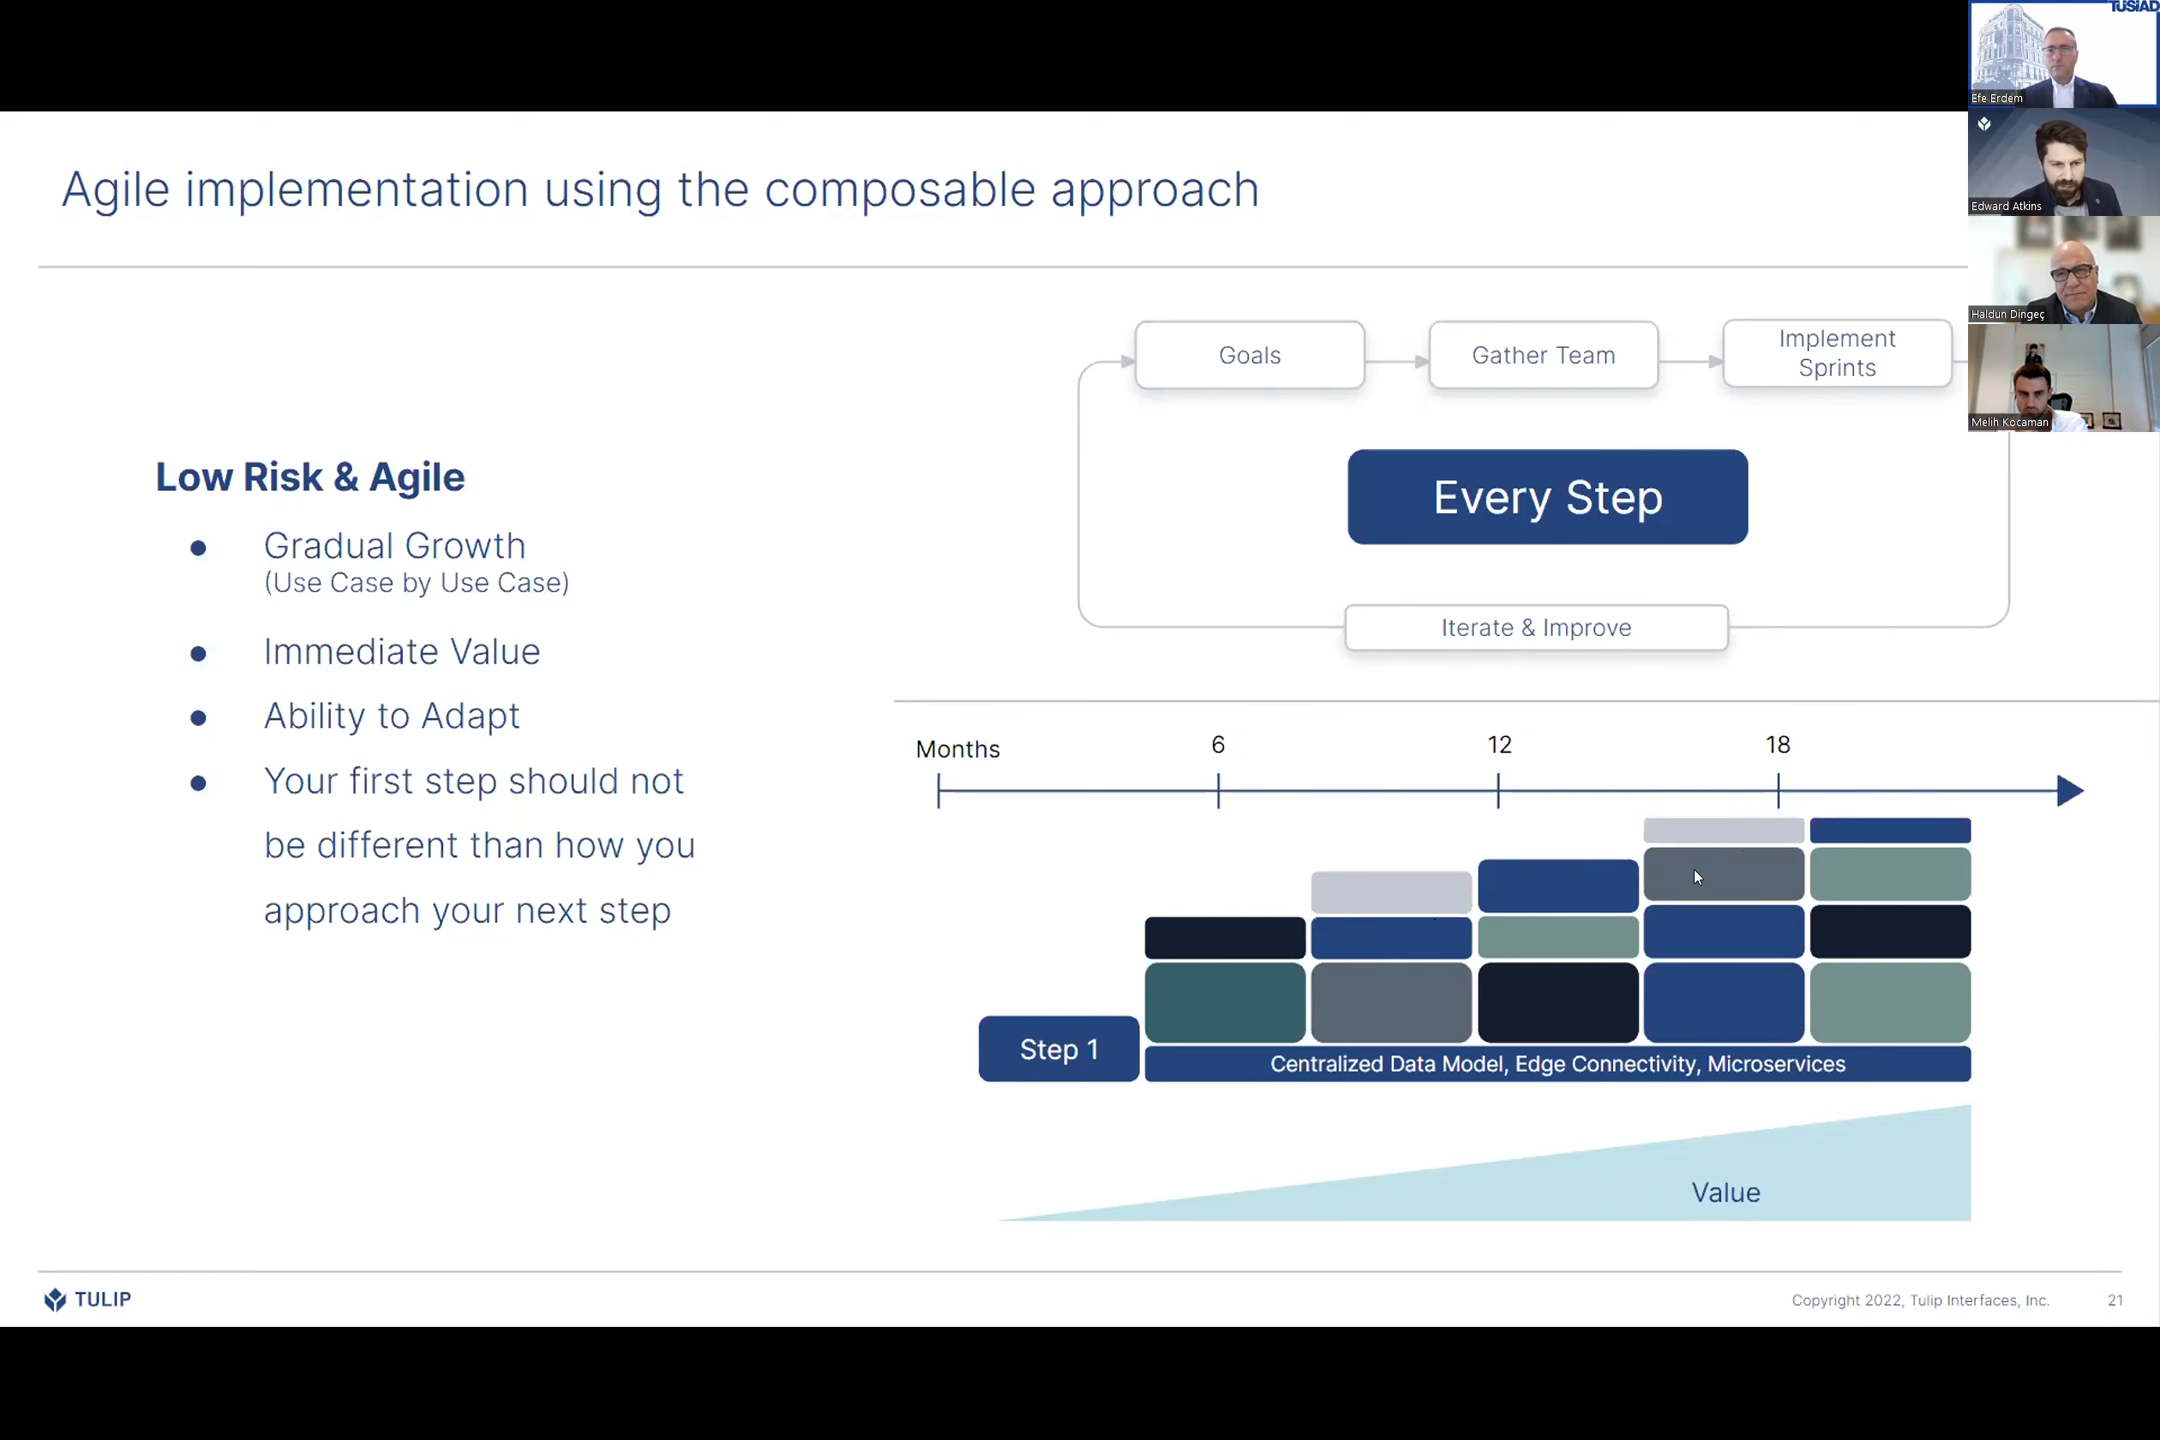 TÜSİAD
Efe Erdem
Edward Atkins
Haldun Dingeç
Melih Kocaman
Agile implementation using the composable approach
Low Risk & Agile
Gradual Growth
(Use Case by Use Case)
Immediate Value
Ability to Adapt
Your first step should not
be different than how you
approach your next step
Goals
Gather Team
Implement
Sprints
Every Step
Iterate & Improve
Months
6
12
18
Step 1
Centralized Data Model, Edge Connectivity, Microservices
Value
TULIP
Copyright 2022, Tulip Interfaces, Inc.
21